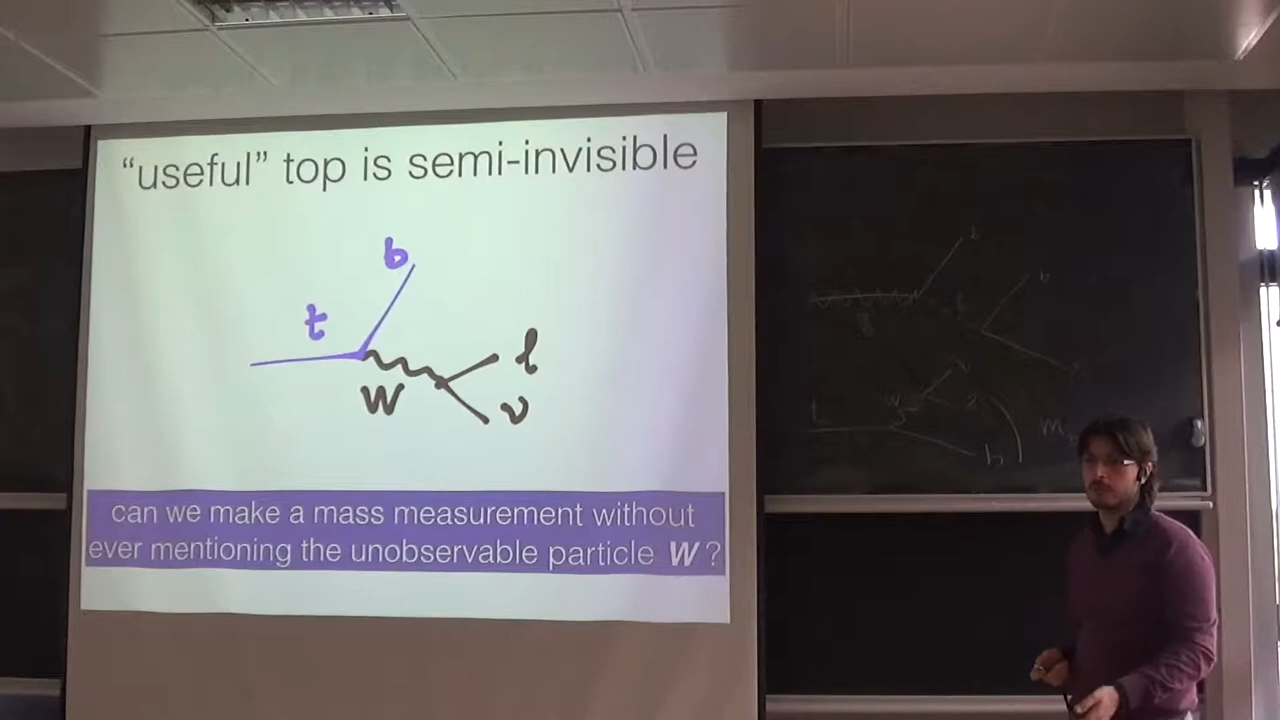 “useful” top is semi-invisible
b
t
l
W
ν
can we make a mass measurement without
ever mentioning the unobservable particle W ?
b
t
W
b
m